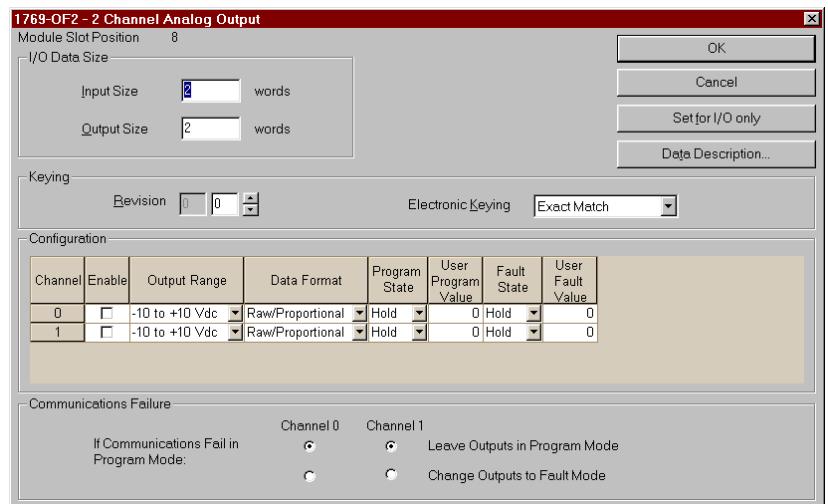 1769-OF2 - 2 Channel Analog Output
Module Slot Position 8
I/O Data Size
Input Size 2 words
Output Size 2 words
OK
Cancel
Set for I/O only
Data Description...
Keying
Revision 0 0
Electronic Keying Exact Match
Configuration
Channel Enable Output Range Data Format Program State User Program Value Fault State User Fault Value
0 -10 to +10 Vdc Raw/Proportional Hold 0 Hold 0
1 -10 to +10 Vdc Raw/Proportional Hold 0 Hold 0
Communications Failure
Channel 0 Channel 1
If Communications Fail in Program Mode:
Leave Outputs in Program Mode
Change Outputs to Fault Mode